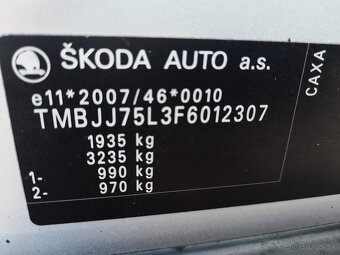 ŠKODA AUTO a.s.
e11*2007/46*0010
TMBJJ75L3F6012307
1935 kg
3235 kg
1- 990 kg
2- 970 kg
CAXA